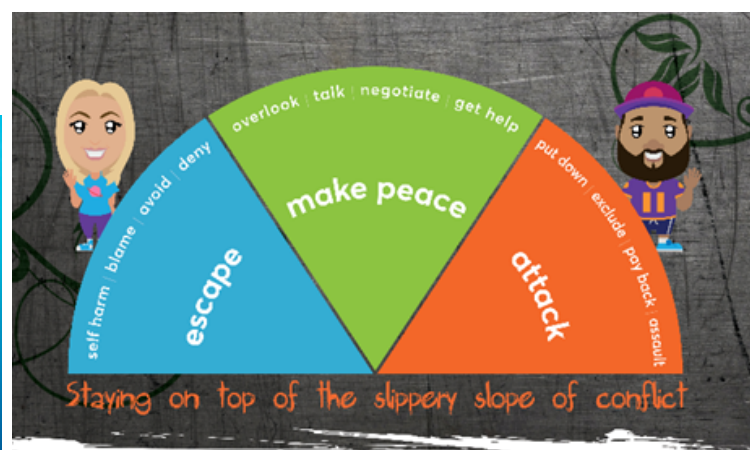 self harm | blame | avoid | deny
escape
overlook | talk | negotiate | get help
make peace
put down | exclude | pay back | assault
attack
Staying on top of the slippery slope of conflict